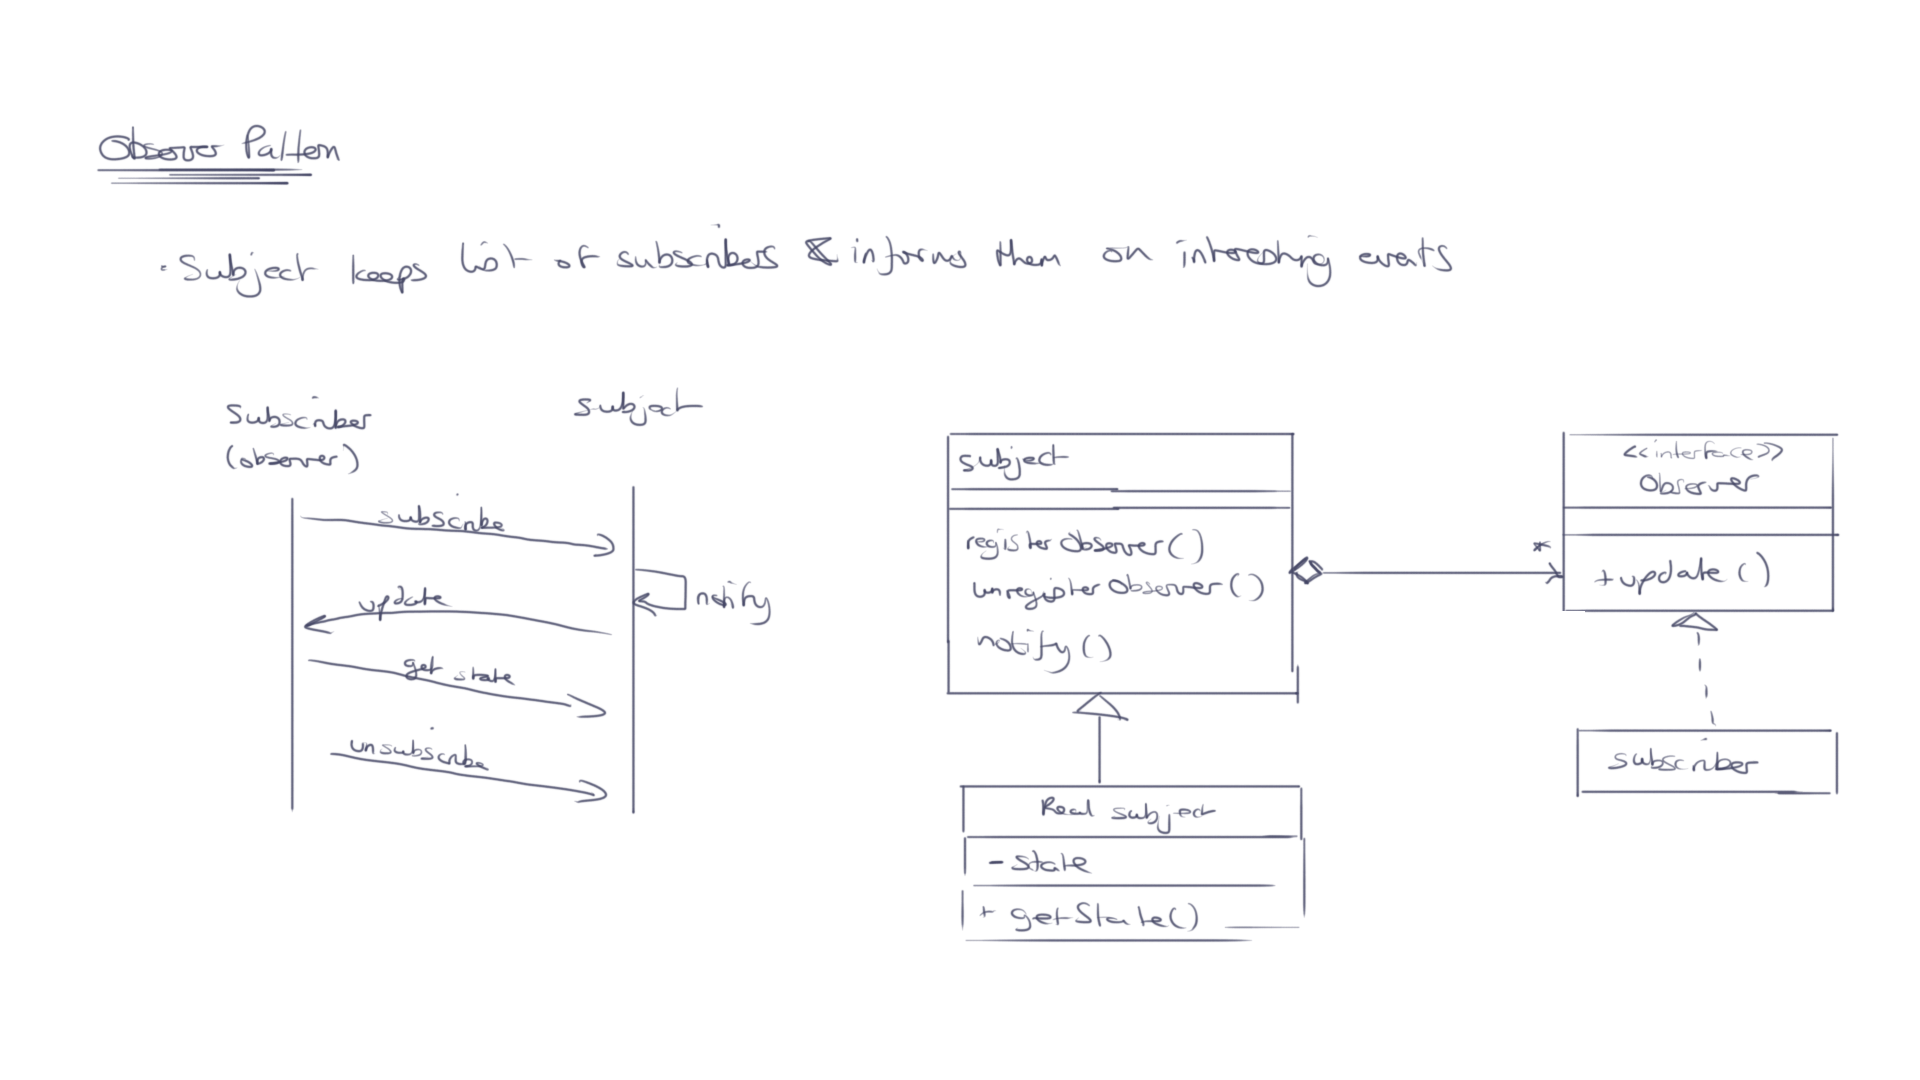 Observer Pattern
• Subject keeps list of subscribers & informs them on interesting events
Subscriber
(observer)
subject
subscribe
notify
update
get state
unsubscribe
subject
registerObserver()
unregisterObserver()
notify()
<<interface>>
Observer
*
+update()
subscriber
Real subject
- state
+ getState()